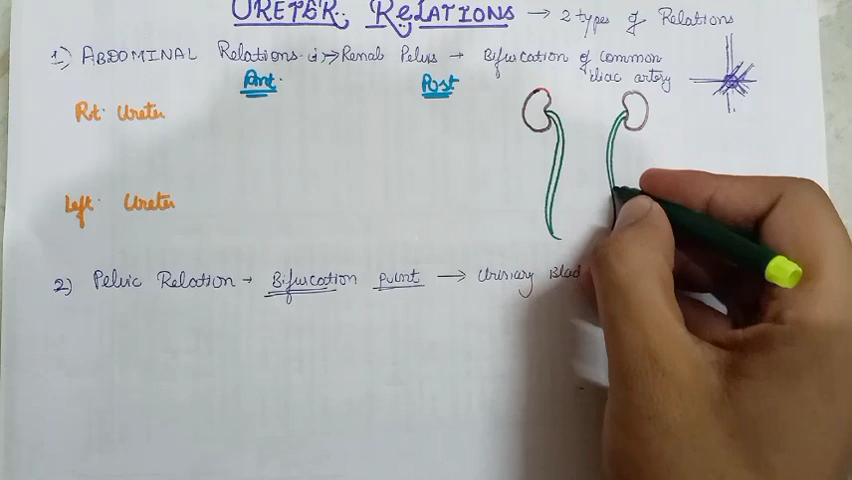 URETER RELATIONS → 2 types of Relations
1) ABDOMINAL Relations → Renal Pelvis → Bifurcation of common
iliac artery
Ant. Post
Rt. Ureter
Left. Ureter
2) Pelvic Relation → Bifurcation point → Urinary Blad